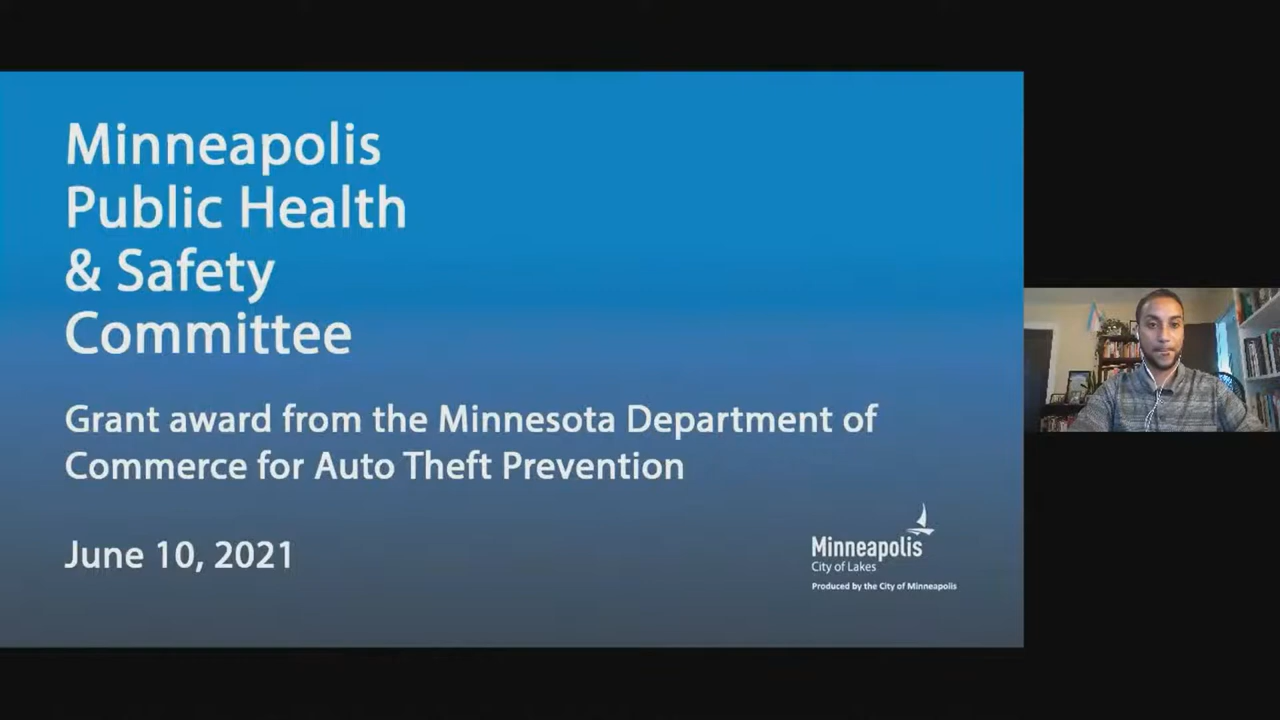 Minneapolis
Public Health
& Safety
Committee
Grant award from the Minnesota Department of
Commerce for Auto Theft Prevention
June 10, 2021
Minneapolis
City of Lakes
Produced by the City of Minneapolis